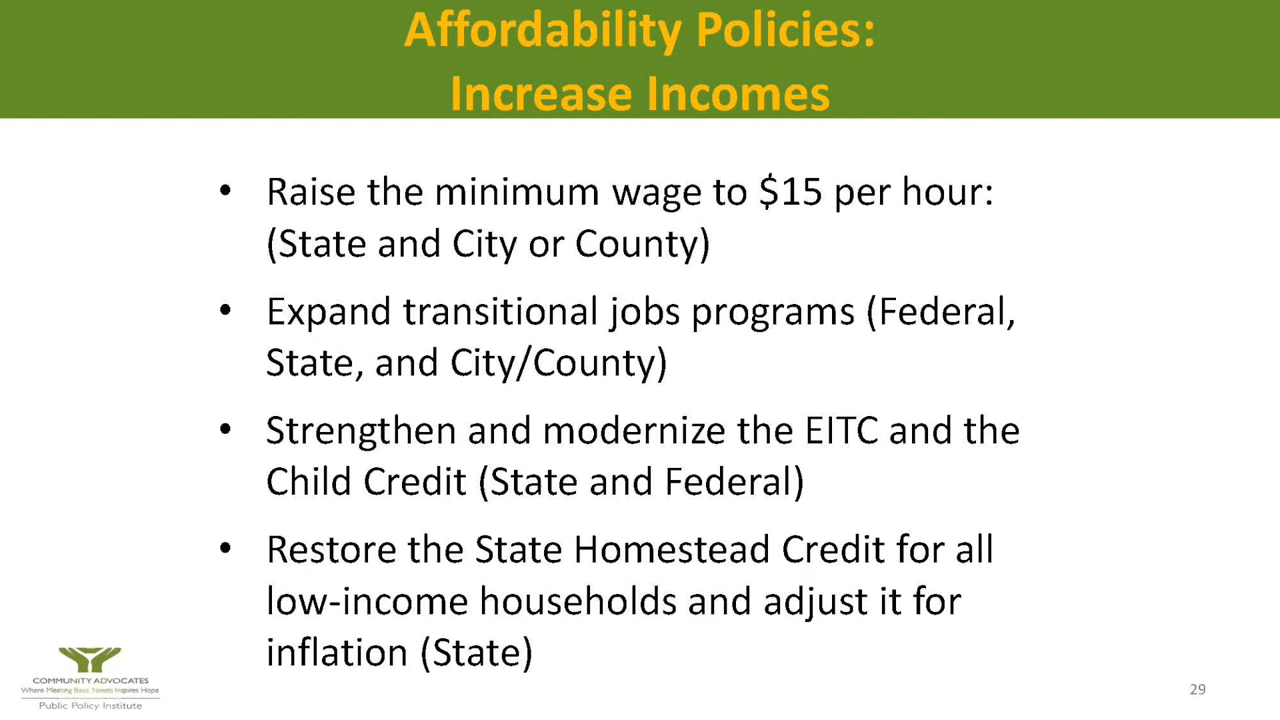 Affordability Policies:
Increase Incomes
• Raise the minimum wage to $15 per hour:
(State and City or County)
• Expand transitional jobs programs (Federal,
State, and City/County)
• Strengthen and modernize the EITC and the
Child Credit (State and Federal)
• Restore the State Homestead Credit for all
low-income households and adjust it for
inflation (State)
COMMUNITY ADVOCATES
Where Meeting Basic Needs Inspires Hope
Public Policy Institute
29